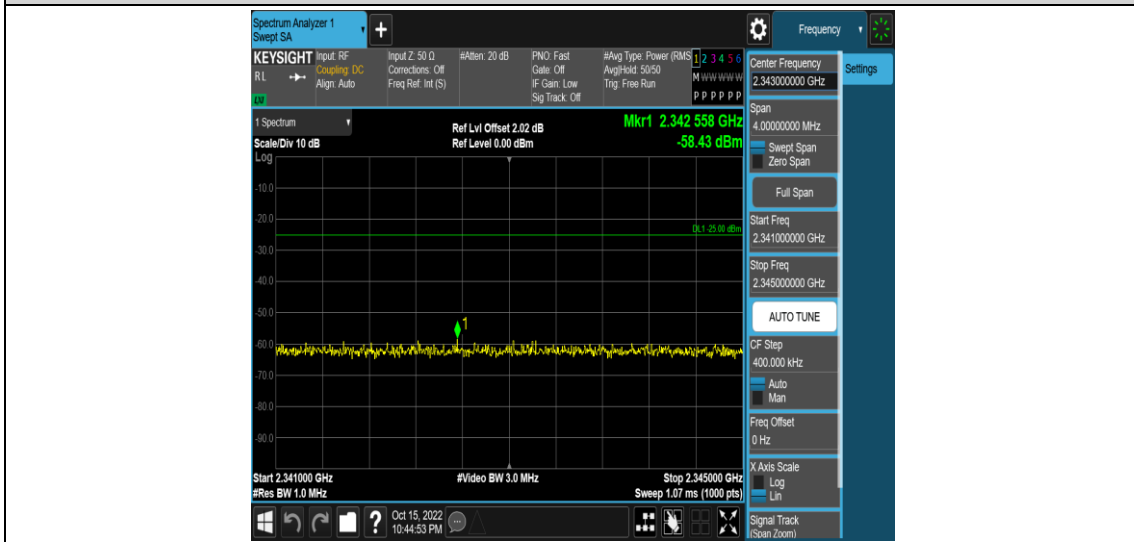 Spectrum Analyzer 1
Swept SA
+
Frequency
KEYSIGHT
RL
LXI
Input: RF
Coupling: DC
Align: Auto
Input Z: 50 Ω
Corrections: Off
Freq Ref: Int (S)
#Atten: 20 dB
PNO: Fast
Gate: Off
IF Gain: Low
Sig Track: Off
#Avg Type: Power (RMS
Avg|Hold: 50/50
Trig: Free Run
1 2 3 4 5 6
M W W W W W
P P P P P P
1 Spectrum
Scale/Div 10 dB
Log
Ref Lvl Offset 2.02 dB
Ref Level 0.00 dBm
Mkr1 2.342 558 GHz
-58.43 dBm
-10.0
-20.0
DL1 -25.00 dBm
-30.0
-40.0
-50.0
1
-60.0
-70.0
-80.0
-90.0
Start 2.341000 GHz
#Res BW 1.0 MHz
#Video BW 3.0 MHz
Stop 2.345000 GHz
Sweep 1.07 ms (1000 pts)
?
Oct 15, 2022
10:44:53 PM
Center Frequency
2.343000000 GHz
Settings
Span
4.00000000 MHz
Swept Span
Zero Span
Full Span
Start Freq
2.341000000 GHz
Stop Freq
2.345000000 GHz
AUTO TUNE
CF Step
400.000 kHz
Auto
Man
Freq Offset
0 Hz
X Axis Scale
Log
Lin
Signal Track
(Span Zoom)